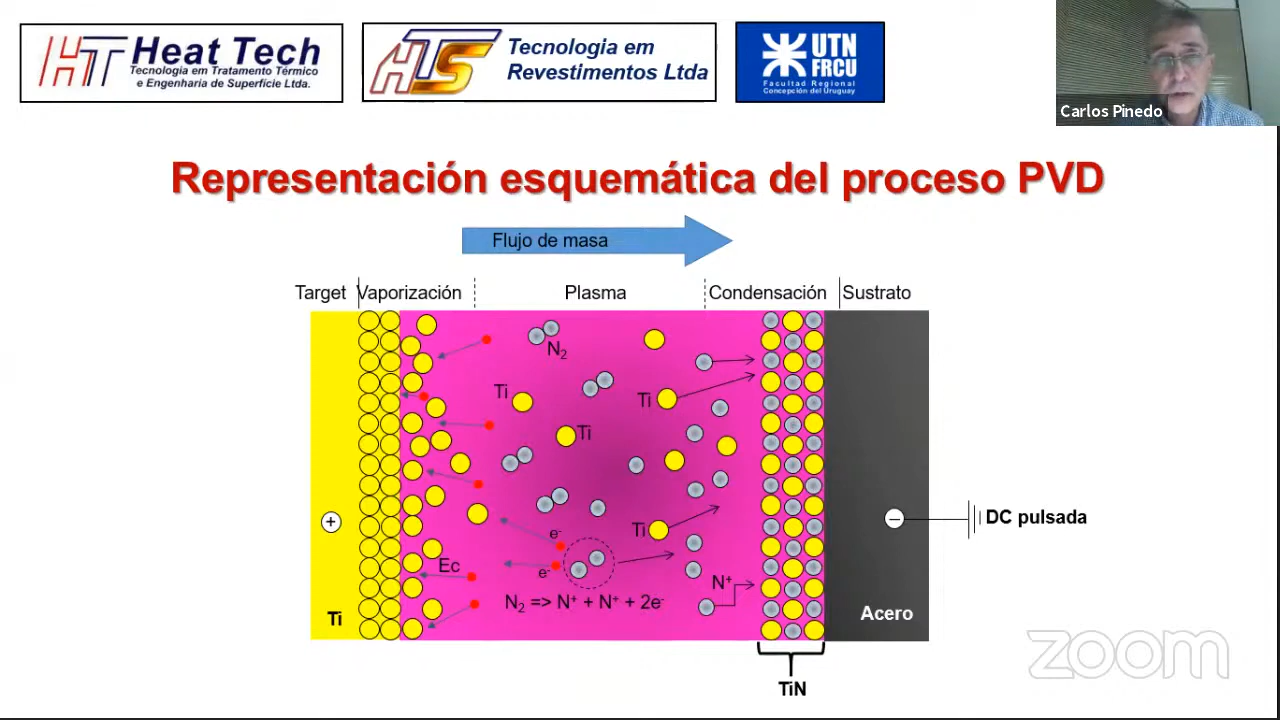 Heat Tech
Tecnologia em Tratamento Térmico
e Engenharia de Superfície Ltda.
HTS
Tecnologia em
Revestimentos Ltda
UTN
FRCU
Facultad Regional
Concepción del Uruguay
Carlos Pinedo
Representación esquemática del proceso PVD
Flujo de masa
Target
Vaporización
Plasma
Condensación
Sustrato
N₂
Ti
Ti
Ti
Ti
+
−
DC pulsada
e⁻
e⁻
Ec
N⁺
N₂ => N⁺ + N⁺ + 2e⁻
Ti
Acero
TiN
zoom